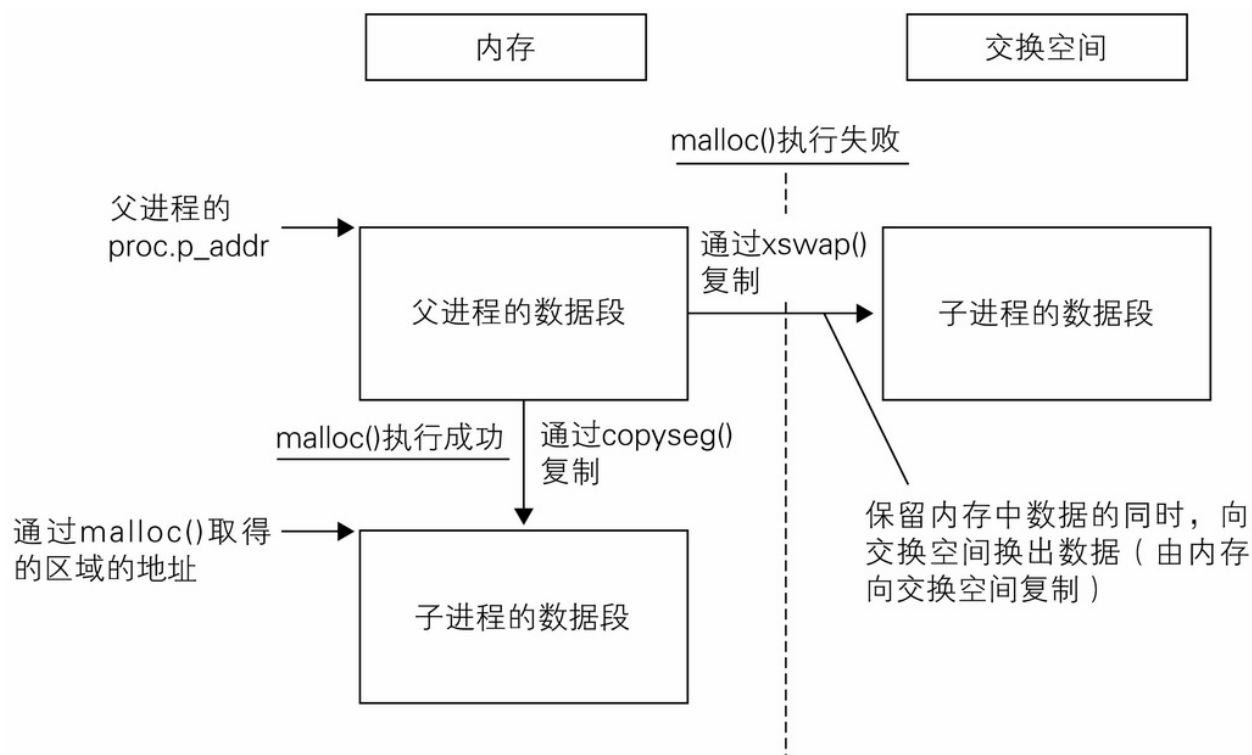 内存
交换空间
malloc()执行失败
父进程的
proc.p_addr
通过xswap()
复制
父进程的数据段
子进程的数据段
malloc()执行成功
通过copyseg()
复制
通过malloc()取得
的区域的地址
子进程的数据段
保留内存中数据的同时，向
交换空间换出数据（由内存
向交换空间复制）